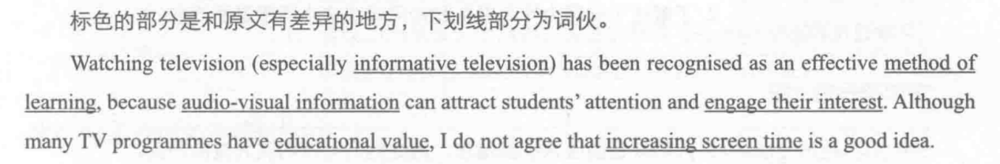 标色的部分是和原文有差异的地方，下划线部分为词伙。
Watching television (especially informative television) has been recognised as an effective method of
learning, because audio-visual information can attract students’ attention and engage their interest. Although
many TV programmes have educational value, I do not agree that increasing screen time is a good idea.